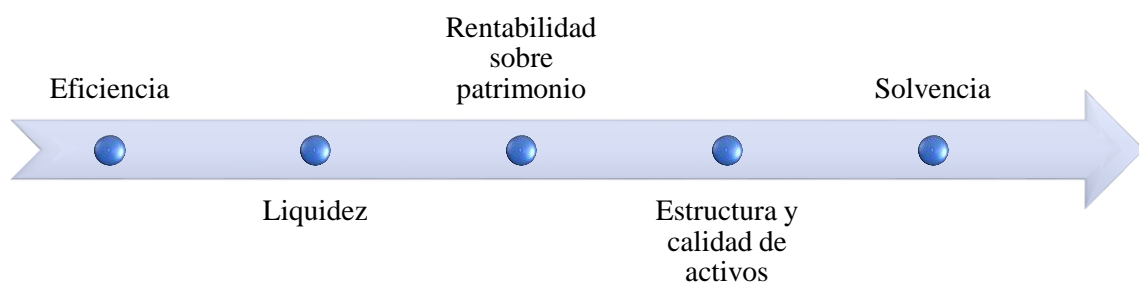 Eficiencia
Liquidez
Rentabilidad
sobre
patrimonio
Estructura y
calidad de
activos
Solvencia